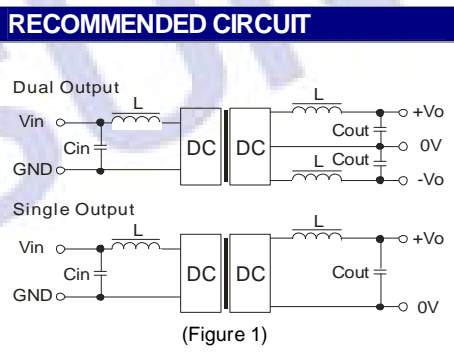 RECOMMENDED CIRCUIT
Dual Output
L
L
Vin
+Vo
Cin
Cout
DC
DC
0V
GND
L
Cout
-Vo
Single Output
L
L
Vin
+Vo
Cin
DC
DC
Cout
GND
0V
(Figure 1)